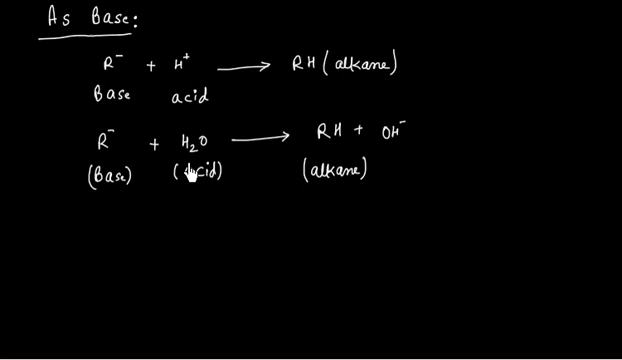 As Base:
R⁻ + H⁺ ⟶ RH (alkane)
Base acid
R⁻ + H₂O ⟶ RH + OH⁻
(Base) (acid) (alkane)